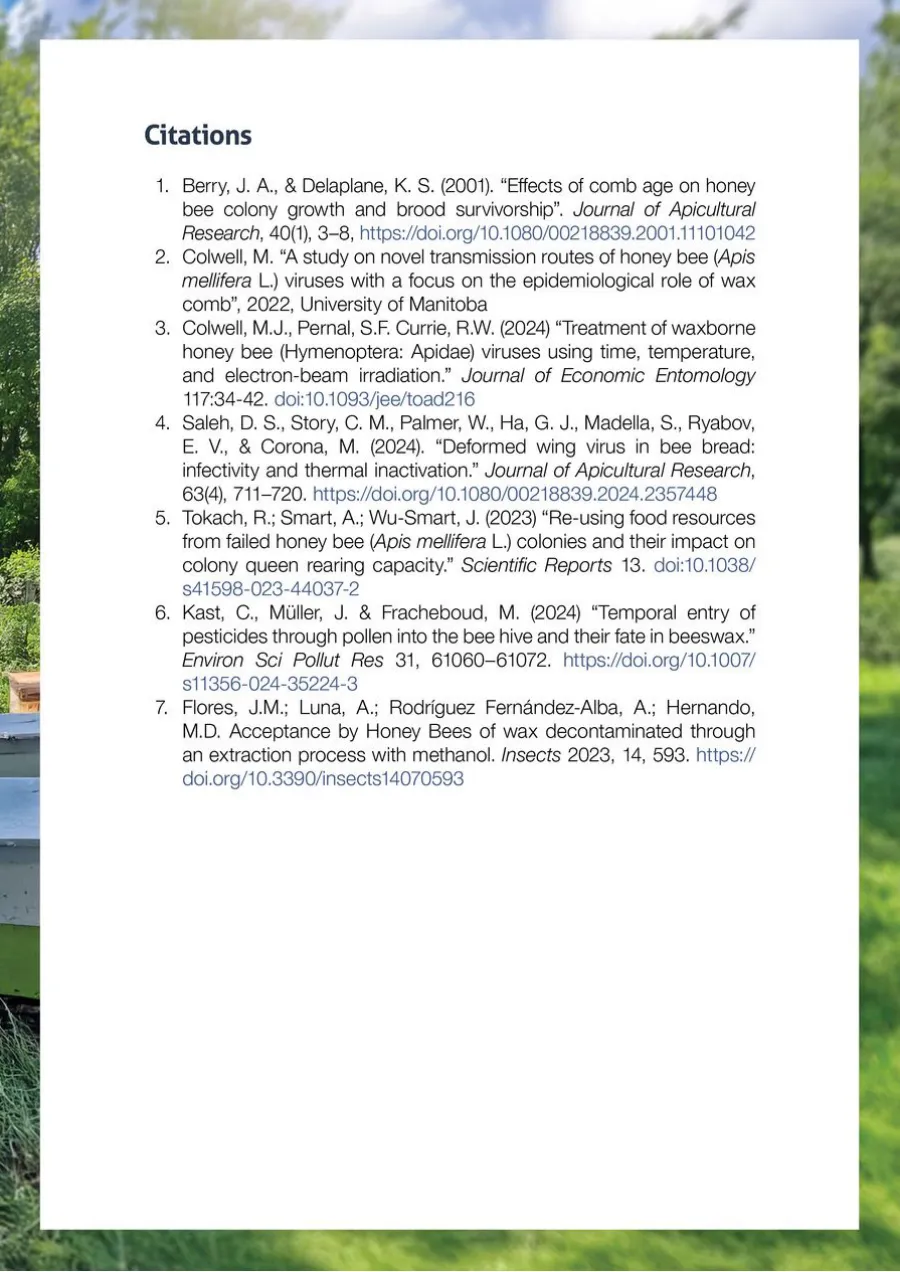 Citations
1. Berry, J. A., & Delaplane, K. S. (2001). “Effects of comb age on honey
bee colony growth and brood survivorship”. Journal of Apicultural
Research, 40(1), 3–8, https://doi.org/10.1080/00218839.2001.11101042
2. Colwell, M. “A study on novel transmission routes of honey bee (Apis
mellifera L.) viruses with a focus on the epidemiological role of wax
comb”, 2022, University of Manitoba
3. Colwell, M.J., Pernal, S.F. Currie, R.W. (2024) “Treatment of waxborne
honey bee (Hymenoptera: Apidae) viruses using time, temperature,
and electron-beam irradiation.” Journal of Economic Entomology
117:34-42. doi:10.1093/jee/toad216
4. Saleh, D. S., Story, C. M., Palmer, W., Ha, G. J., Madella, S., Ryabov,
E. V., & Corona, M. (2024). “Deformed wing virus in bee bread:
infectivity and thermal inactivation.” Journal of Apicultural Research,
63(4), 711–720. https://doi.org/10.1080/00218839.2024.2357448
5. Tokach, R.; Smart, A.; Wu-Smart, J. (2023) “Re-using food resources
from failed honey bee (Apis mellifera L.) colonies and their impact on
colony queen rearing capacity.” Scientific Reports 13. doi:10.1038/
s41598-023-44037-2
6. Kast, C., Müller, J. & Fracheboud, M. (2024) “Temporal entry of
pesticides through pollen into the bee hive and their fate in beeswax.”
Environ Sci Pollut Res 31, 61060–61072. https://doi.org/10.1007/
s11356-024-35224-3
7. Flores, J.M.; Luna, A.; Rodríguez Fernández-Alba, A.; Hernando,
M.D. Acceptance by Honey Bees of wax decontaminated through
an extraction process with methanol. Insects 2023, 14, 593. https://
doi.org/10.3390/insects14070593